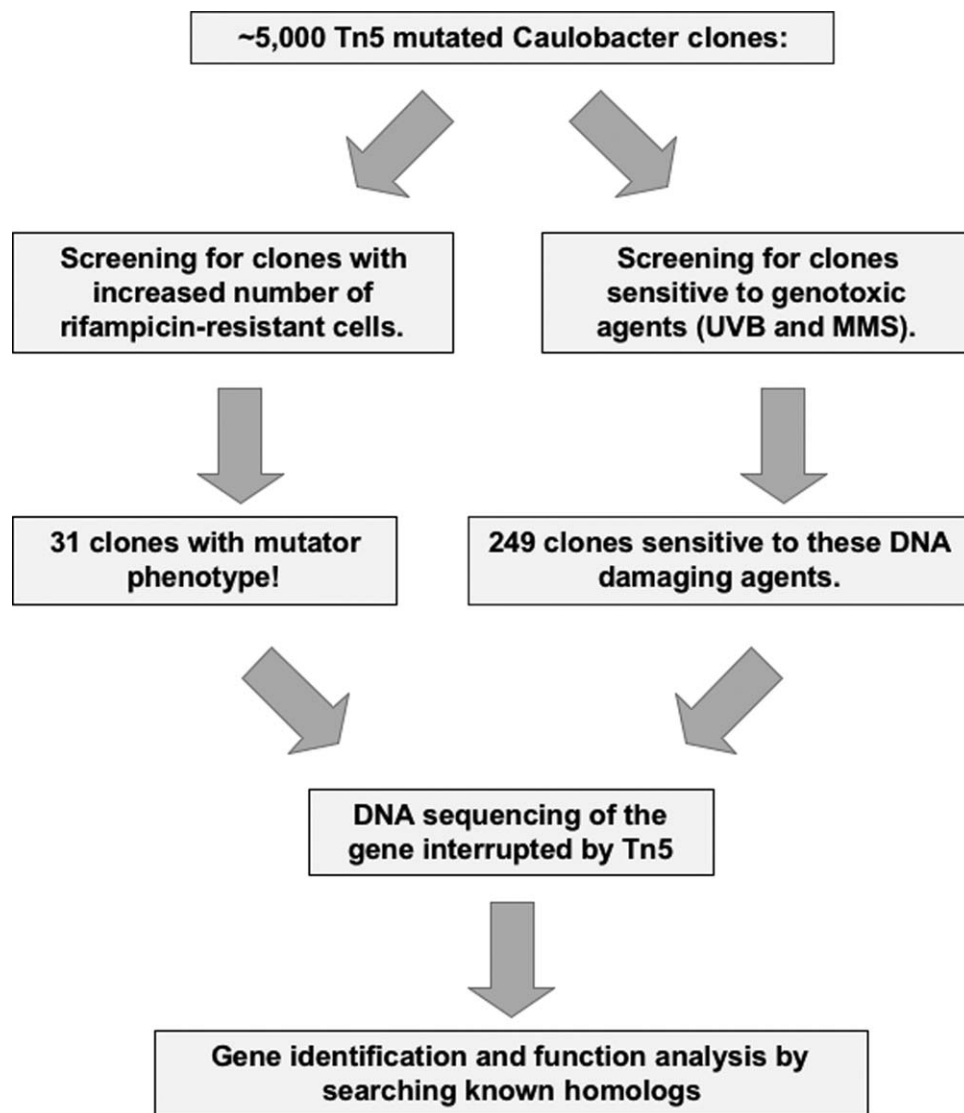 ~5,000 Tn5 mutated Caulobacter clones:
Screening for clones with
increased number of
rifampicin-resistant cells.
Screening for clones
sensitive to genotoxic
agents (UVB and MMS).
31 clones with mutator
phenotype!
249 clones sensitive to these DNA
damaging agents.
DNA sequencing of the
gene interrupted by Tn5
Gene identification and function analysis by
searching known homologs